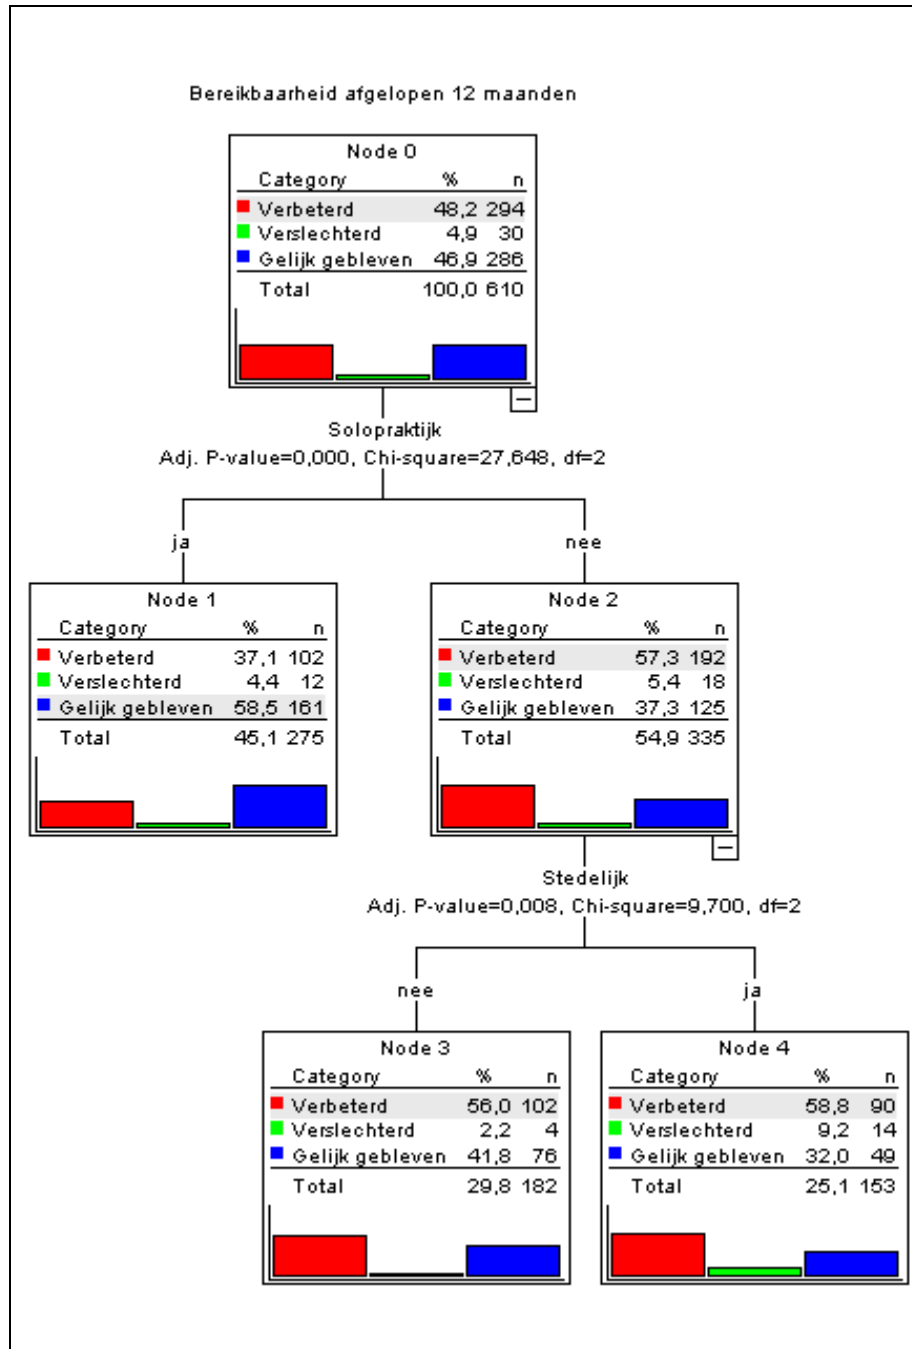 Bereikbaarheid afgelopen 12 maanden
Node 0
Category % n
Verbeterd 48,2 294
Verslechterd 4,9 30
Gelijk gebleven 46,9 286
Total 100,0 610
Solopraktijk
Adj. P-value=0,000, Chi-square=27,648, df=2
ja
nee
Node 1
Category % n
Verbeterd 37,1 102
Verslechterd 4,4 12
Gelijk gebleven 58,5 161
Total 45,1 275
Node 2
Category % n
Verbeterd 57,3 192
Verslechterd 5,4 18
Gelijk gebleven 37,3 125
Total 54,9 335
Stedelijk
Adj. P-value=0,008, Chi-square=9,700, df=2
nee
ja
Node 3
Category % n
Verbeterd 56,0 102
Verslechterd 2,2 4
Gelijk gebleven 41,8 76
Total 29,8 182
Node 4
Category % n
Verbeterd 58,8 90
Verslechterd 9,2 14
Gelijk gebleven 32,0 49
Total 25,1 153